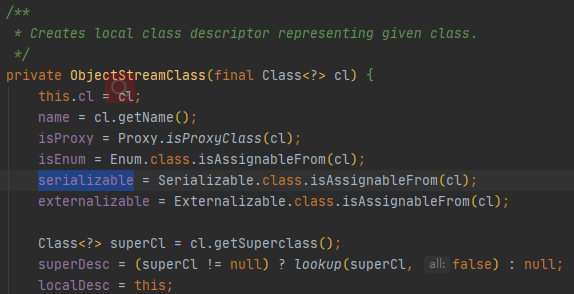 /**
 * Creates local class descriptor representing given class.
 */
private ObjectStreamClass(final Class<?> cl) {
    this.cl = cl;
    name = cl.getName();
    isProxy = Proxy.isProxyClass(cl);
    isEnum = Enum.class.isAssignableFrom(cl);
    serializable = Serializable.class.isAssignableFrom(cl);
    externalizable = Externalizable.class.isAssignableFrom(cl);

    Class<?> superCl = cl.getSuperclass();
    superDesc = (superCl != null) ? lookup(superCl, all: false) : null;
    localDesc = this;